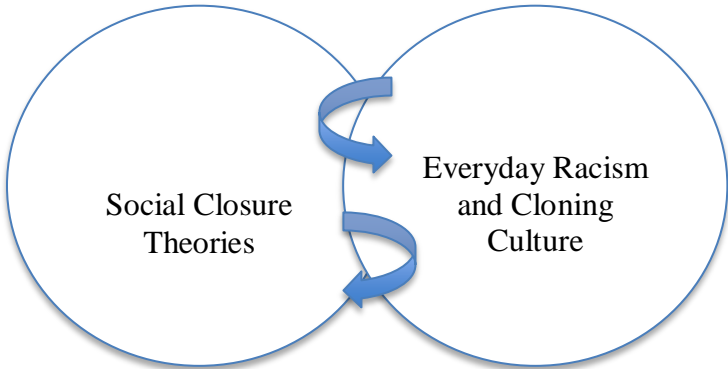 Social Closure
Theories
Everyday Racism
and Cloning
Culture